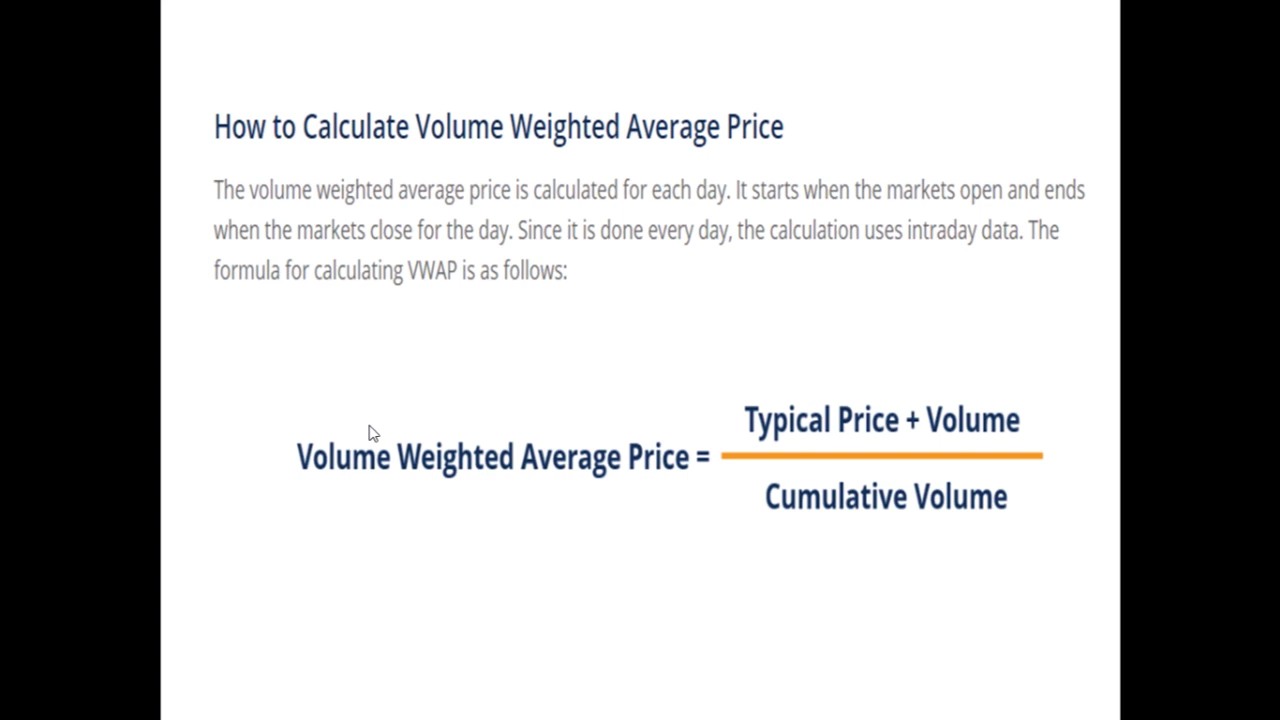 How to Calculate Volume Weighted Average Price
The volume weighted average price is calculated for each day. It starts when the markets open and ends
when the markets close for the day. Since it is done every day, the calculation uses intraday data. The
formula for calculating VWAP is as follows:
Volume Weighted Average Price =
Typical Price + Volume
Cumulative Volume